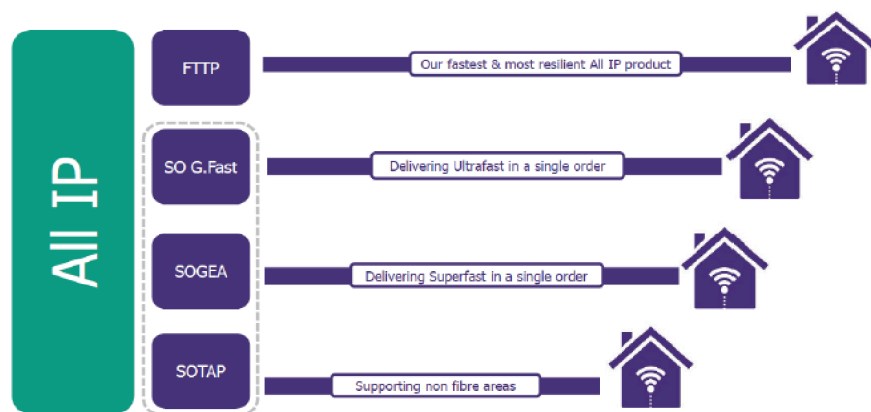 All IP
FTTP
Our fastest & most resilient All IP product
SO G.Fast
Delivering Ultrafast in a single order
SOGEA
Delivering Superfast in a single order
SOTAP
Supporting non fibre areas